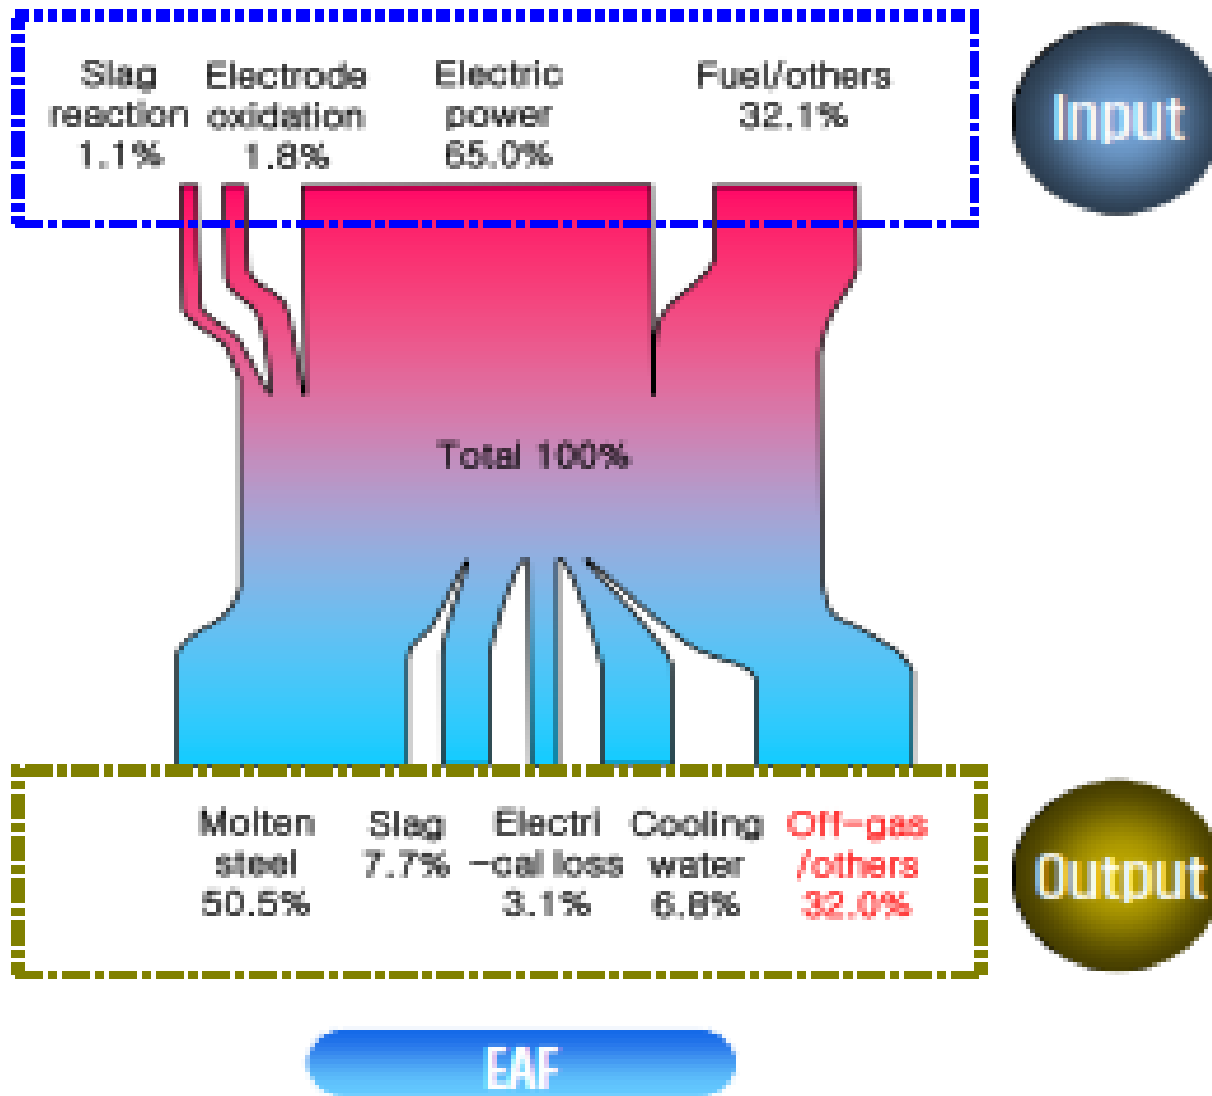 Slag
reaction
1.1%
Electrode
oxidation
1.8%
Electric
power
65.0%
Fuel/others
32.1%
Input
Total 100%
Molten
steel
50.5%
Slag
7.7%
Electri
-cal loss
3.1%
Cooling
water
6.8%
Off-gas
/others
32.0%
Output
EAF